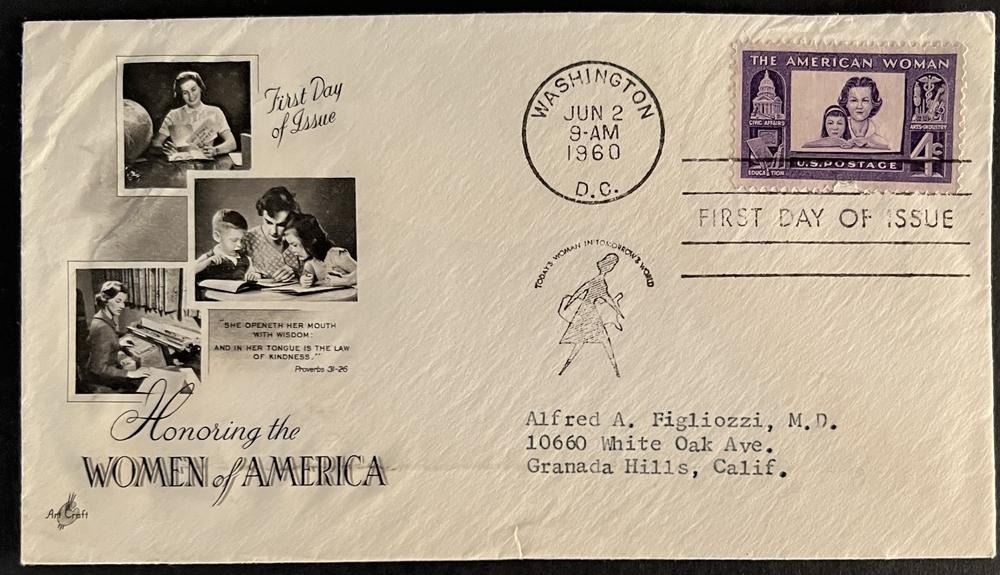 First Day
of Issue
"SHE OPENETH HER MOUTH
WITH WISDOM:
AND IN HER TONGUE IS THE LAW
OF KINDNESS."
Proverbs 31-26
Honoring the
WOMEN of AMERICA
Art Craft
WASHINGTON
JUN 2
9-AM
1960
D.C.
THE AMERICAN WOMAN
CIVIC AFFAIRS
ARTS-INDUSTRY
EDUCATION
U.S. POSTAGE
4c
FIRST DAY OF ISSUE
TODAY'S WOMAN IN TOMORROW'S WORLD
Alfred A. Figliozzi, M.D.
10660 White Oak Ave.
Granada Hills, Calif.